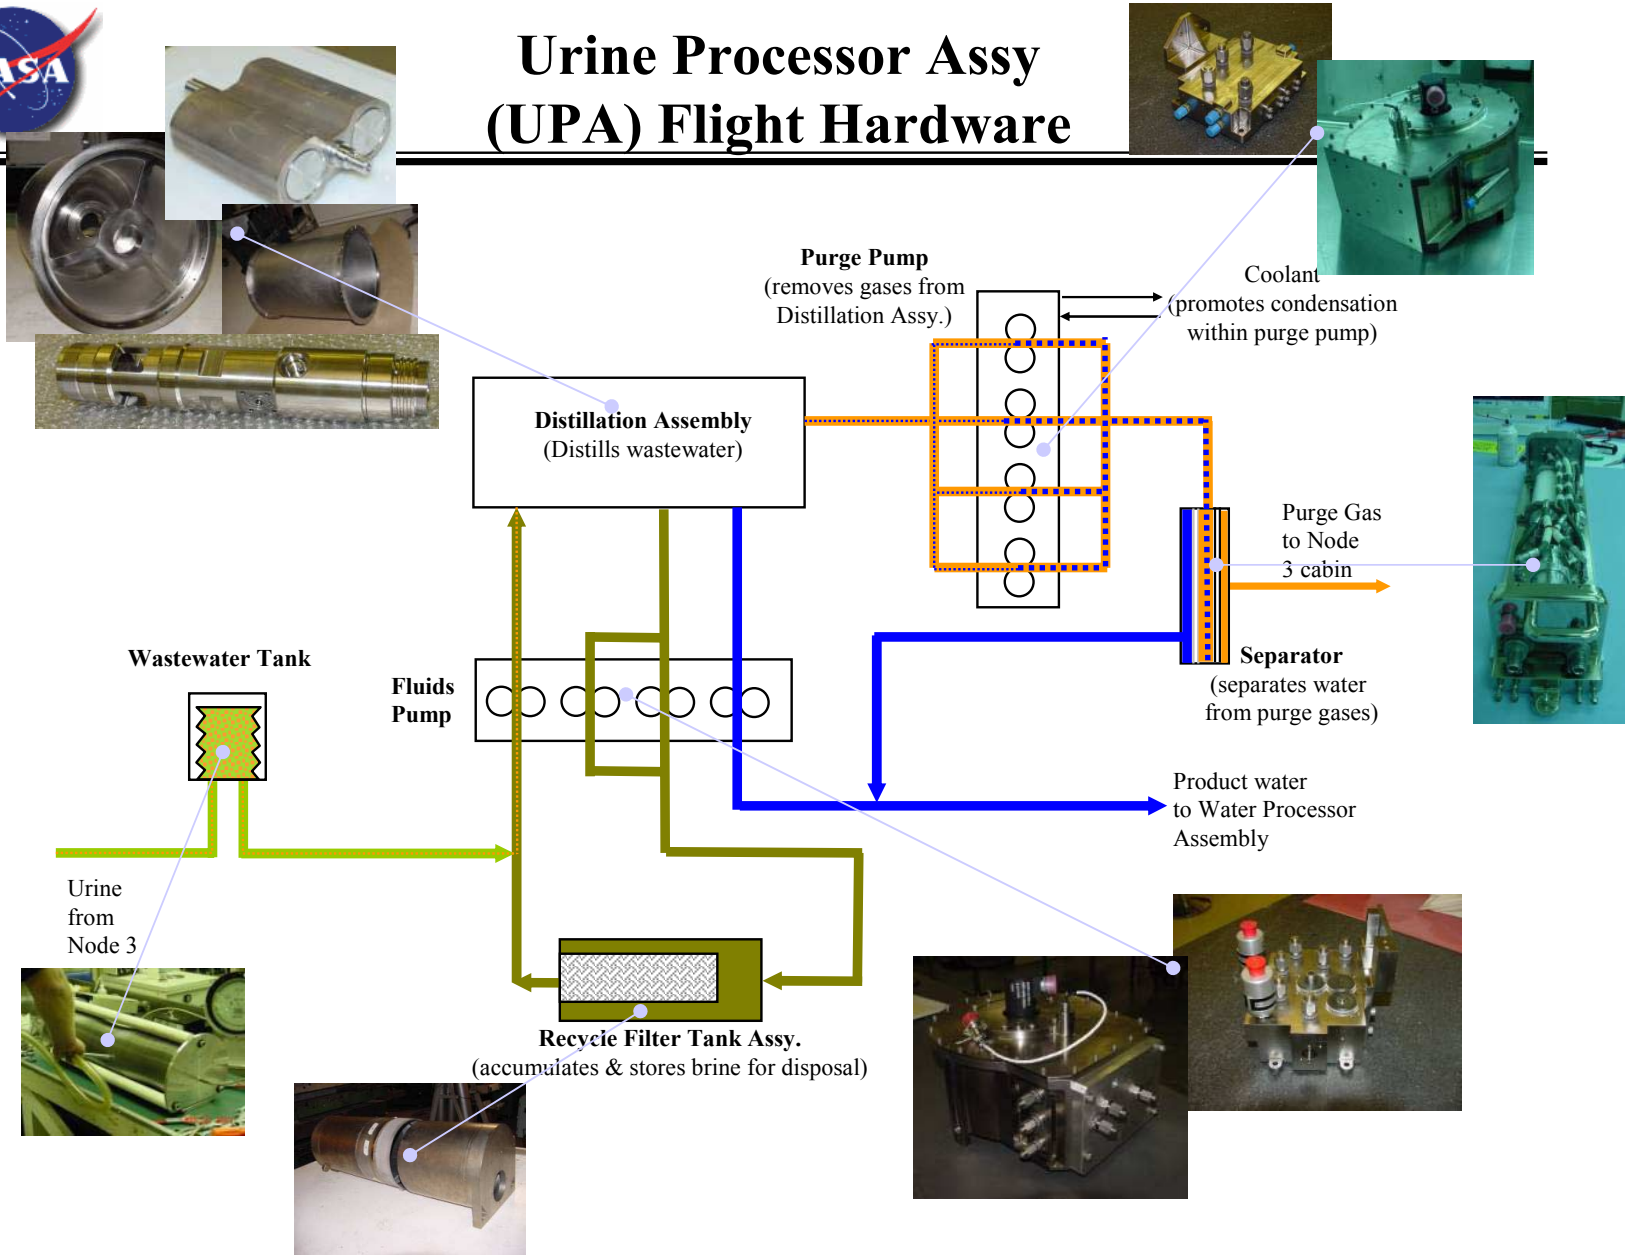 Urine Processor Assy
(UPA) Flight Hardware
Purge Pump
(removes gases from
Distillation Assy.)
Coolant
(promotes condensation
within purge pump)
Distillation Assembly
(Distills wastewater)
Purge Gas
to Node
3 cabin
Wastewater Tank
Fluids
Pump
Separator
(separates water
from purge gases)
Product water
to Water Processor
Assembly
Urine
from
Node 3
Recycle Filter Tank Assy.
(accumulates & stores brine for disposal)